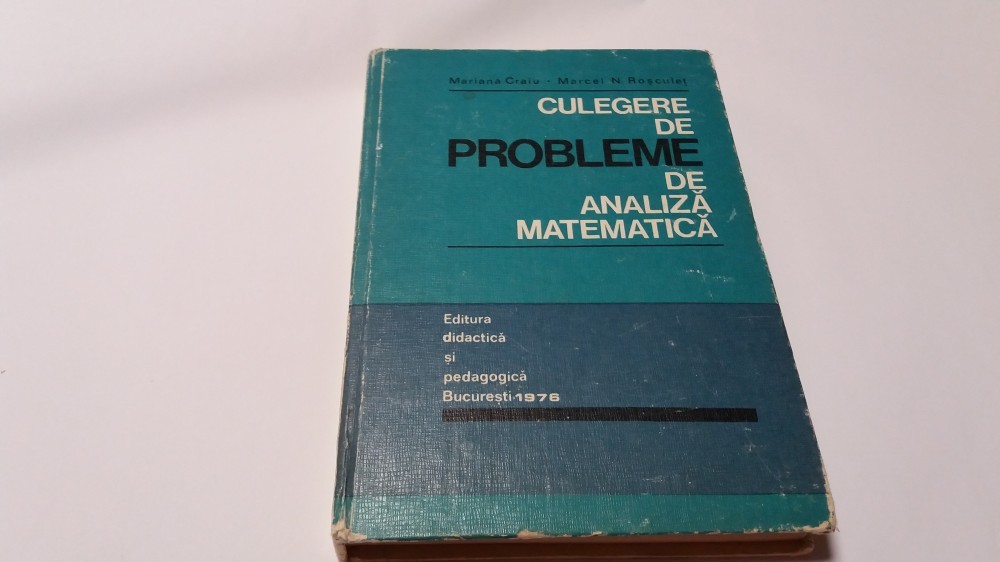 Mariana Craiu • Marcel N. Roșculeț
CULEGERE
DE
PROBLEME
DE
ANALIZĂ
MATEMATICĂ
Editura
didactică
și
pedagogică
București-1976